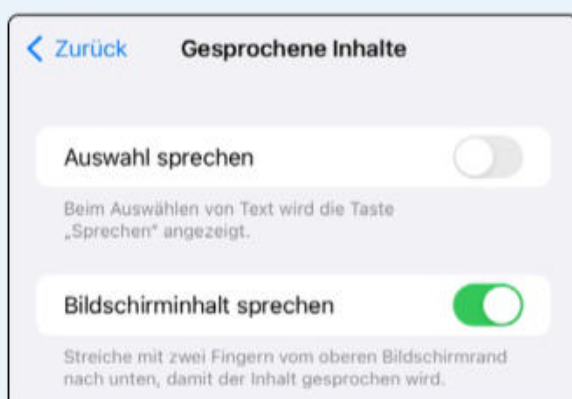 Zurück Gesprochene Inhalte
Auswahl sprechen
Beim Auswählen von Text wird die Taste
„Sprechen" angezeigt.
Bildschirminhalt sprechen
Streiche mit zwei Fingern vom oberen Bildschirmrand
nach unten, damit der Inhalt gesprochen wird.